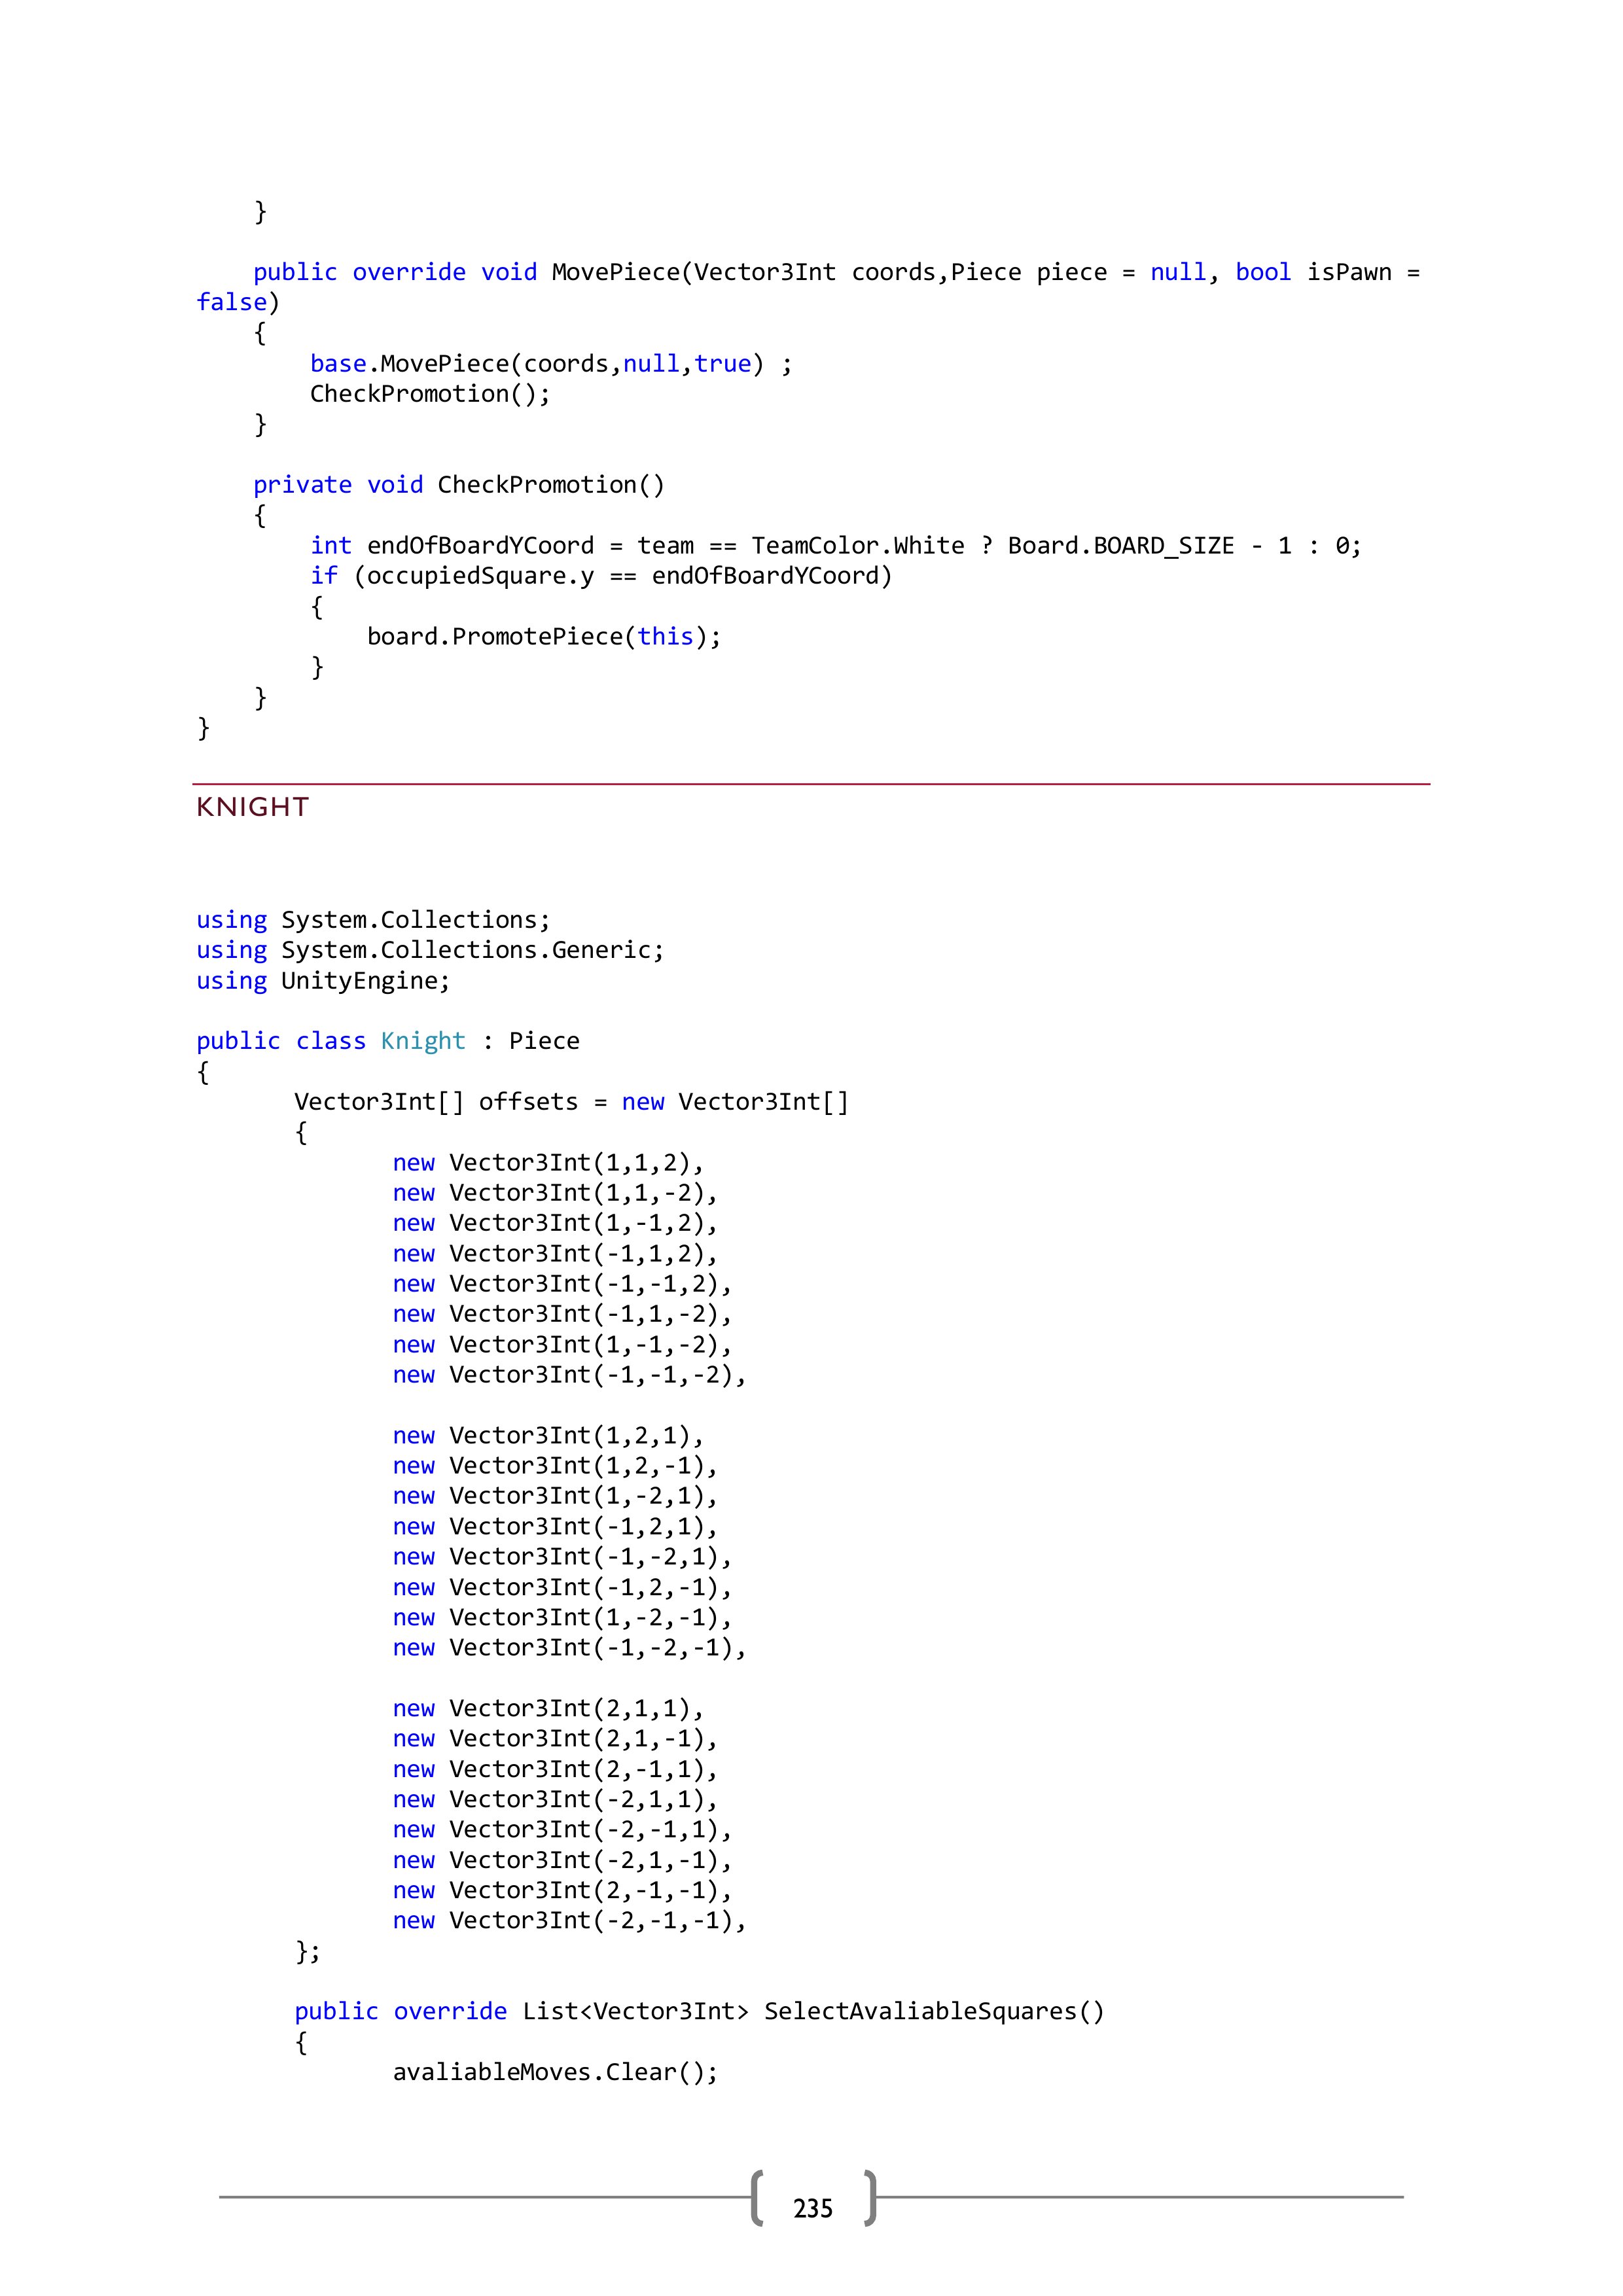 }

    public override void MovePiece(Vector3Int coords,Piece piece = null, bool isPawn =
false)
    {
        base.MovePiece(coords,null,true) ;
        CheckPromotion();
    }

    private void CheckPromotion()
    {
        int endOfBoardYCoord = team == TeamColor.White ? Board.BOARD_SIZE - 1 : 0;
        if (occupiedSquare.y == endOfBoardYCoord)
        {
            board.PromotePiece(this);
        }
    }
}

KNIGHT

using System.Collections;
using System.Collections.Generic;
using UnityEngine;

public class Knight : Piece
{
       Vector3Int[] offsets = new Vector3Int[]
       {
              new Vector3Int(1,1,2),
              new Vector3Int(1,1,-2),
              new Vector3Int(1,-1,2),
              new Vector3Int(-1,1,2),
              new Vector3Int(-1,-1,2),
              new Vector3Int(-1,1,-2),
              new Vector3Int(1,-1,-2),
              new Vector3Int(-1,-1,-2),

              new Vector3Int(1,2,1),
              new Vector3Int(1,2,-1),
              new Vector3Int(1,-2,1),
              new Vector3Int(-1,2,1),
              new Vector3Int(-1,-2,1),
              new Vector3Int(-1,2,-1),
              new Vector3Int(1,-2,-1),
              new Vector3Int(-1,-2,-1),

              new Vector3Int(2,1,1),
              new Vector3Int(2,1,-1),
              new Vector3Int(2,-1,1),
              new Vector3Int(-2,1,1),
              new Vector3Int(-2,-1,1),
              new Vector3Int(-2,1,-1),
              new Vector3Int(2,-1,-1),
              new Vector3Int(-2,-1,-1),
       };

       public override List<Vector3Int> SelectAvaliableSquares()
       {
              avaliableMoves.Clear();

235